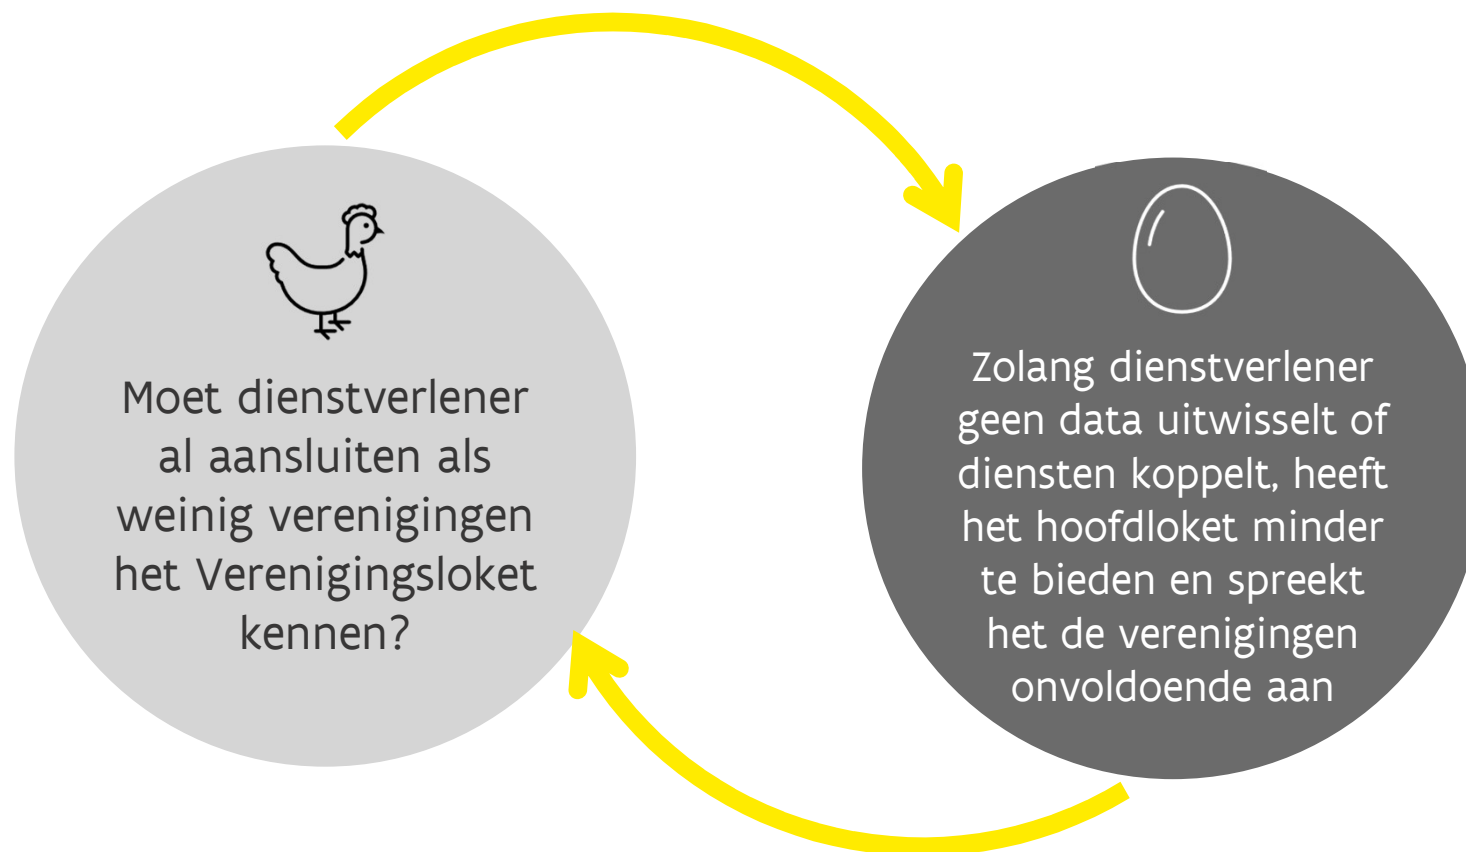 Moet dienstverlener
al aansluiten als
weinig verenigingen
het Verenigingsloket
kennen?
Zolang dienstverlener
geen data uitwisselt of
diensten koppelt, heeft
het hoofdloket minder
te bieden en spreekt
het de verenigingen
onvoldoende aan